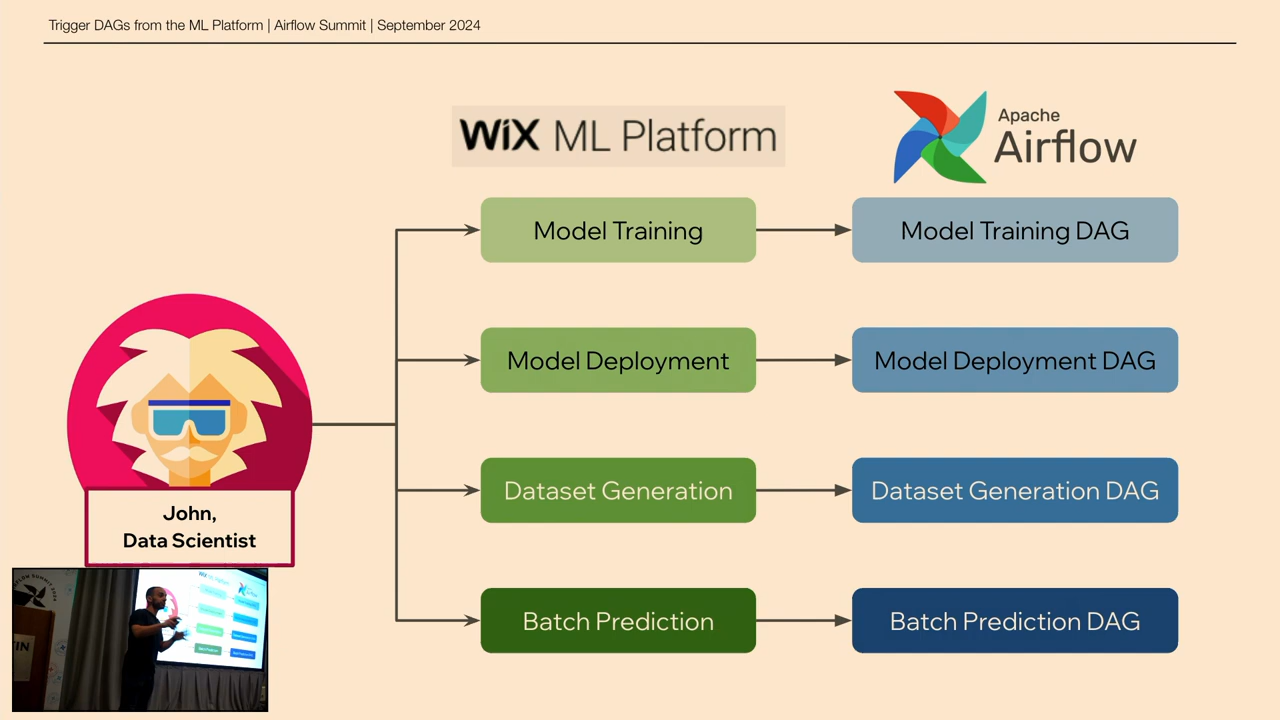 Trigger DAGs from the ML Platform | Airflow Summit | September 2024
WiX ML Platform
Apache
Airflow
Model Training
Model Training DAG
Model Deployment
Model Deployment DAG
Dataset Generation
Dataset Generation DAG
Batch Prediction
Batch Prediction DAG
John,
Data Scientist